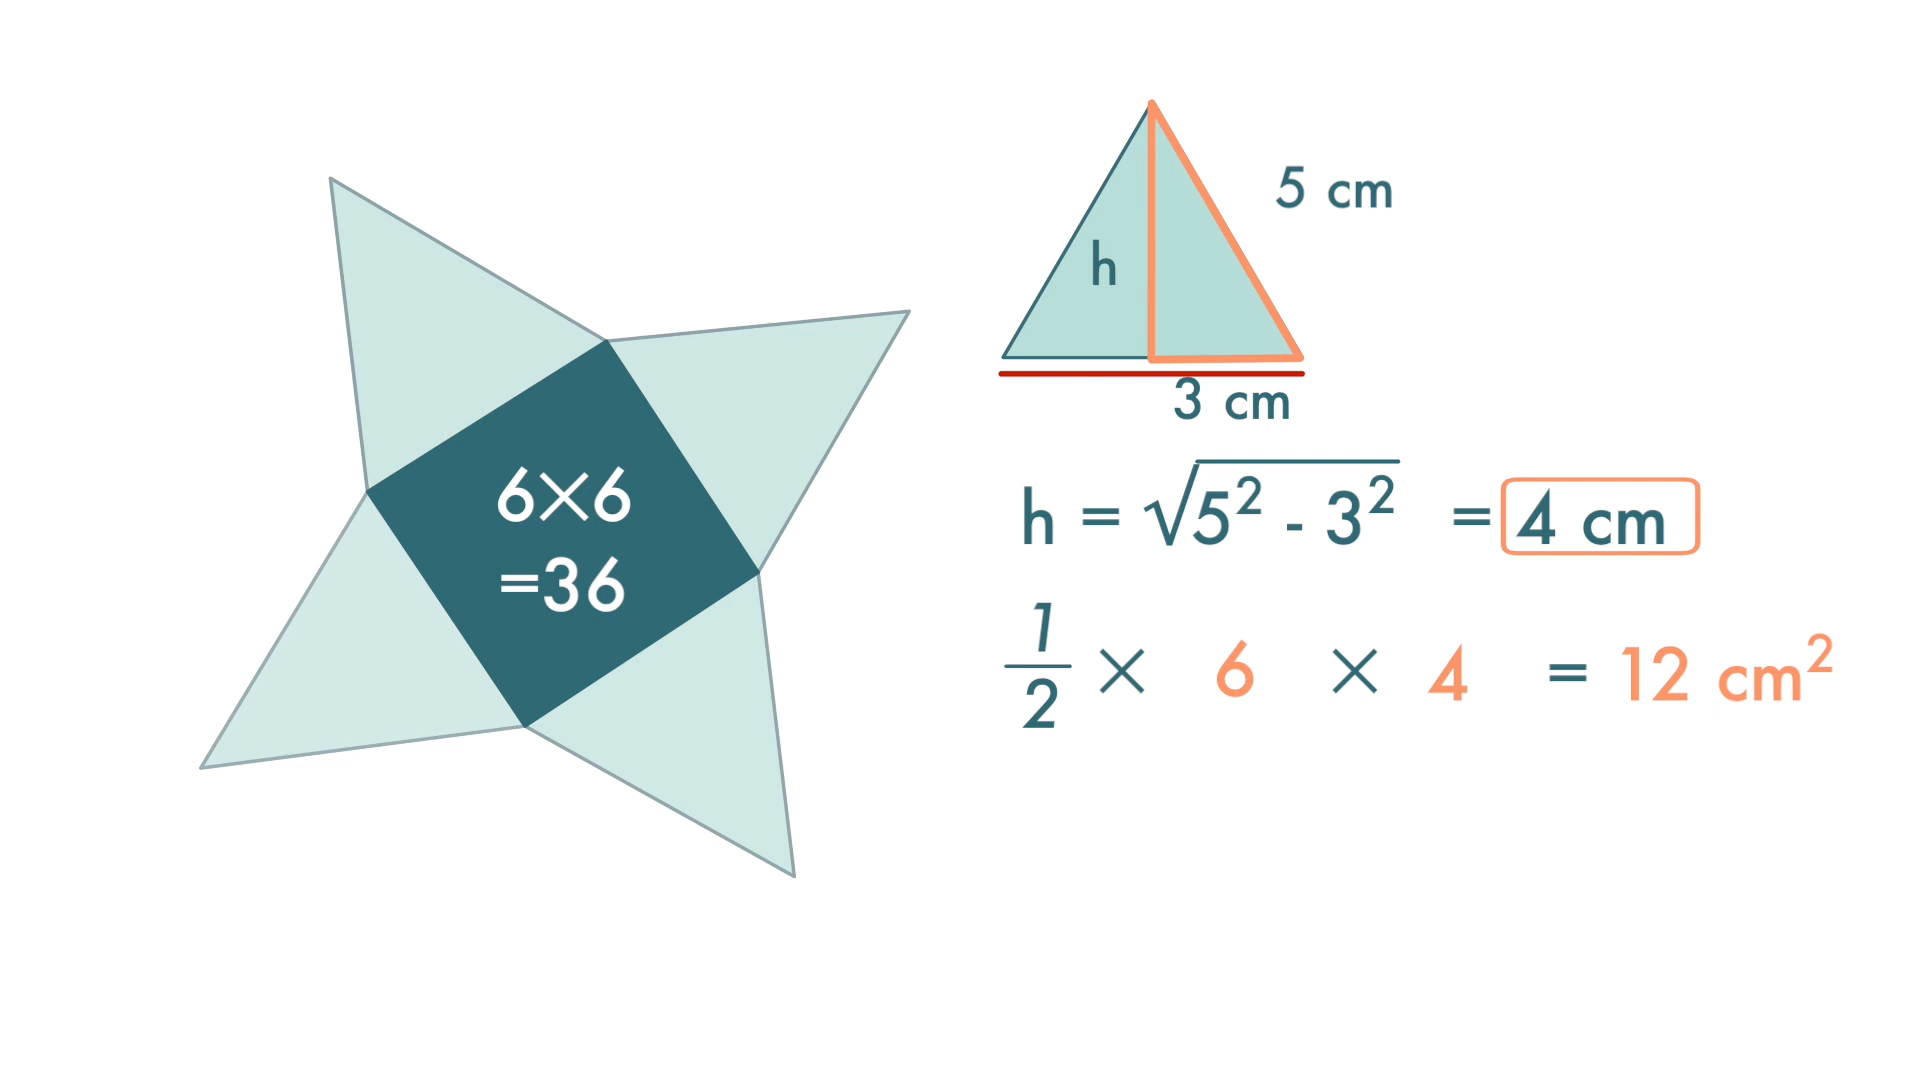 6×6
=36
5 cm
h
3 cm
h = √5² - 3² = 4 cm
1/2 × 6 × 4 = 12 cm²